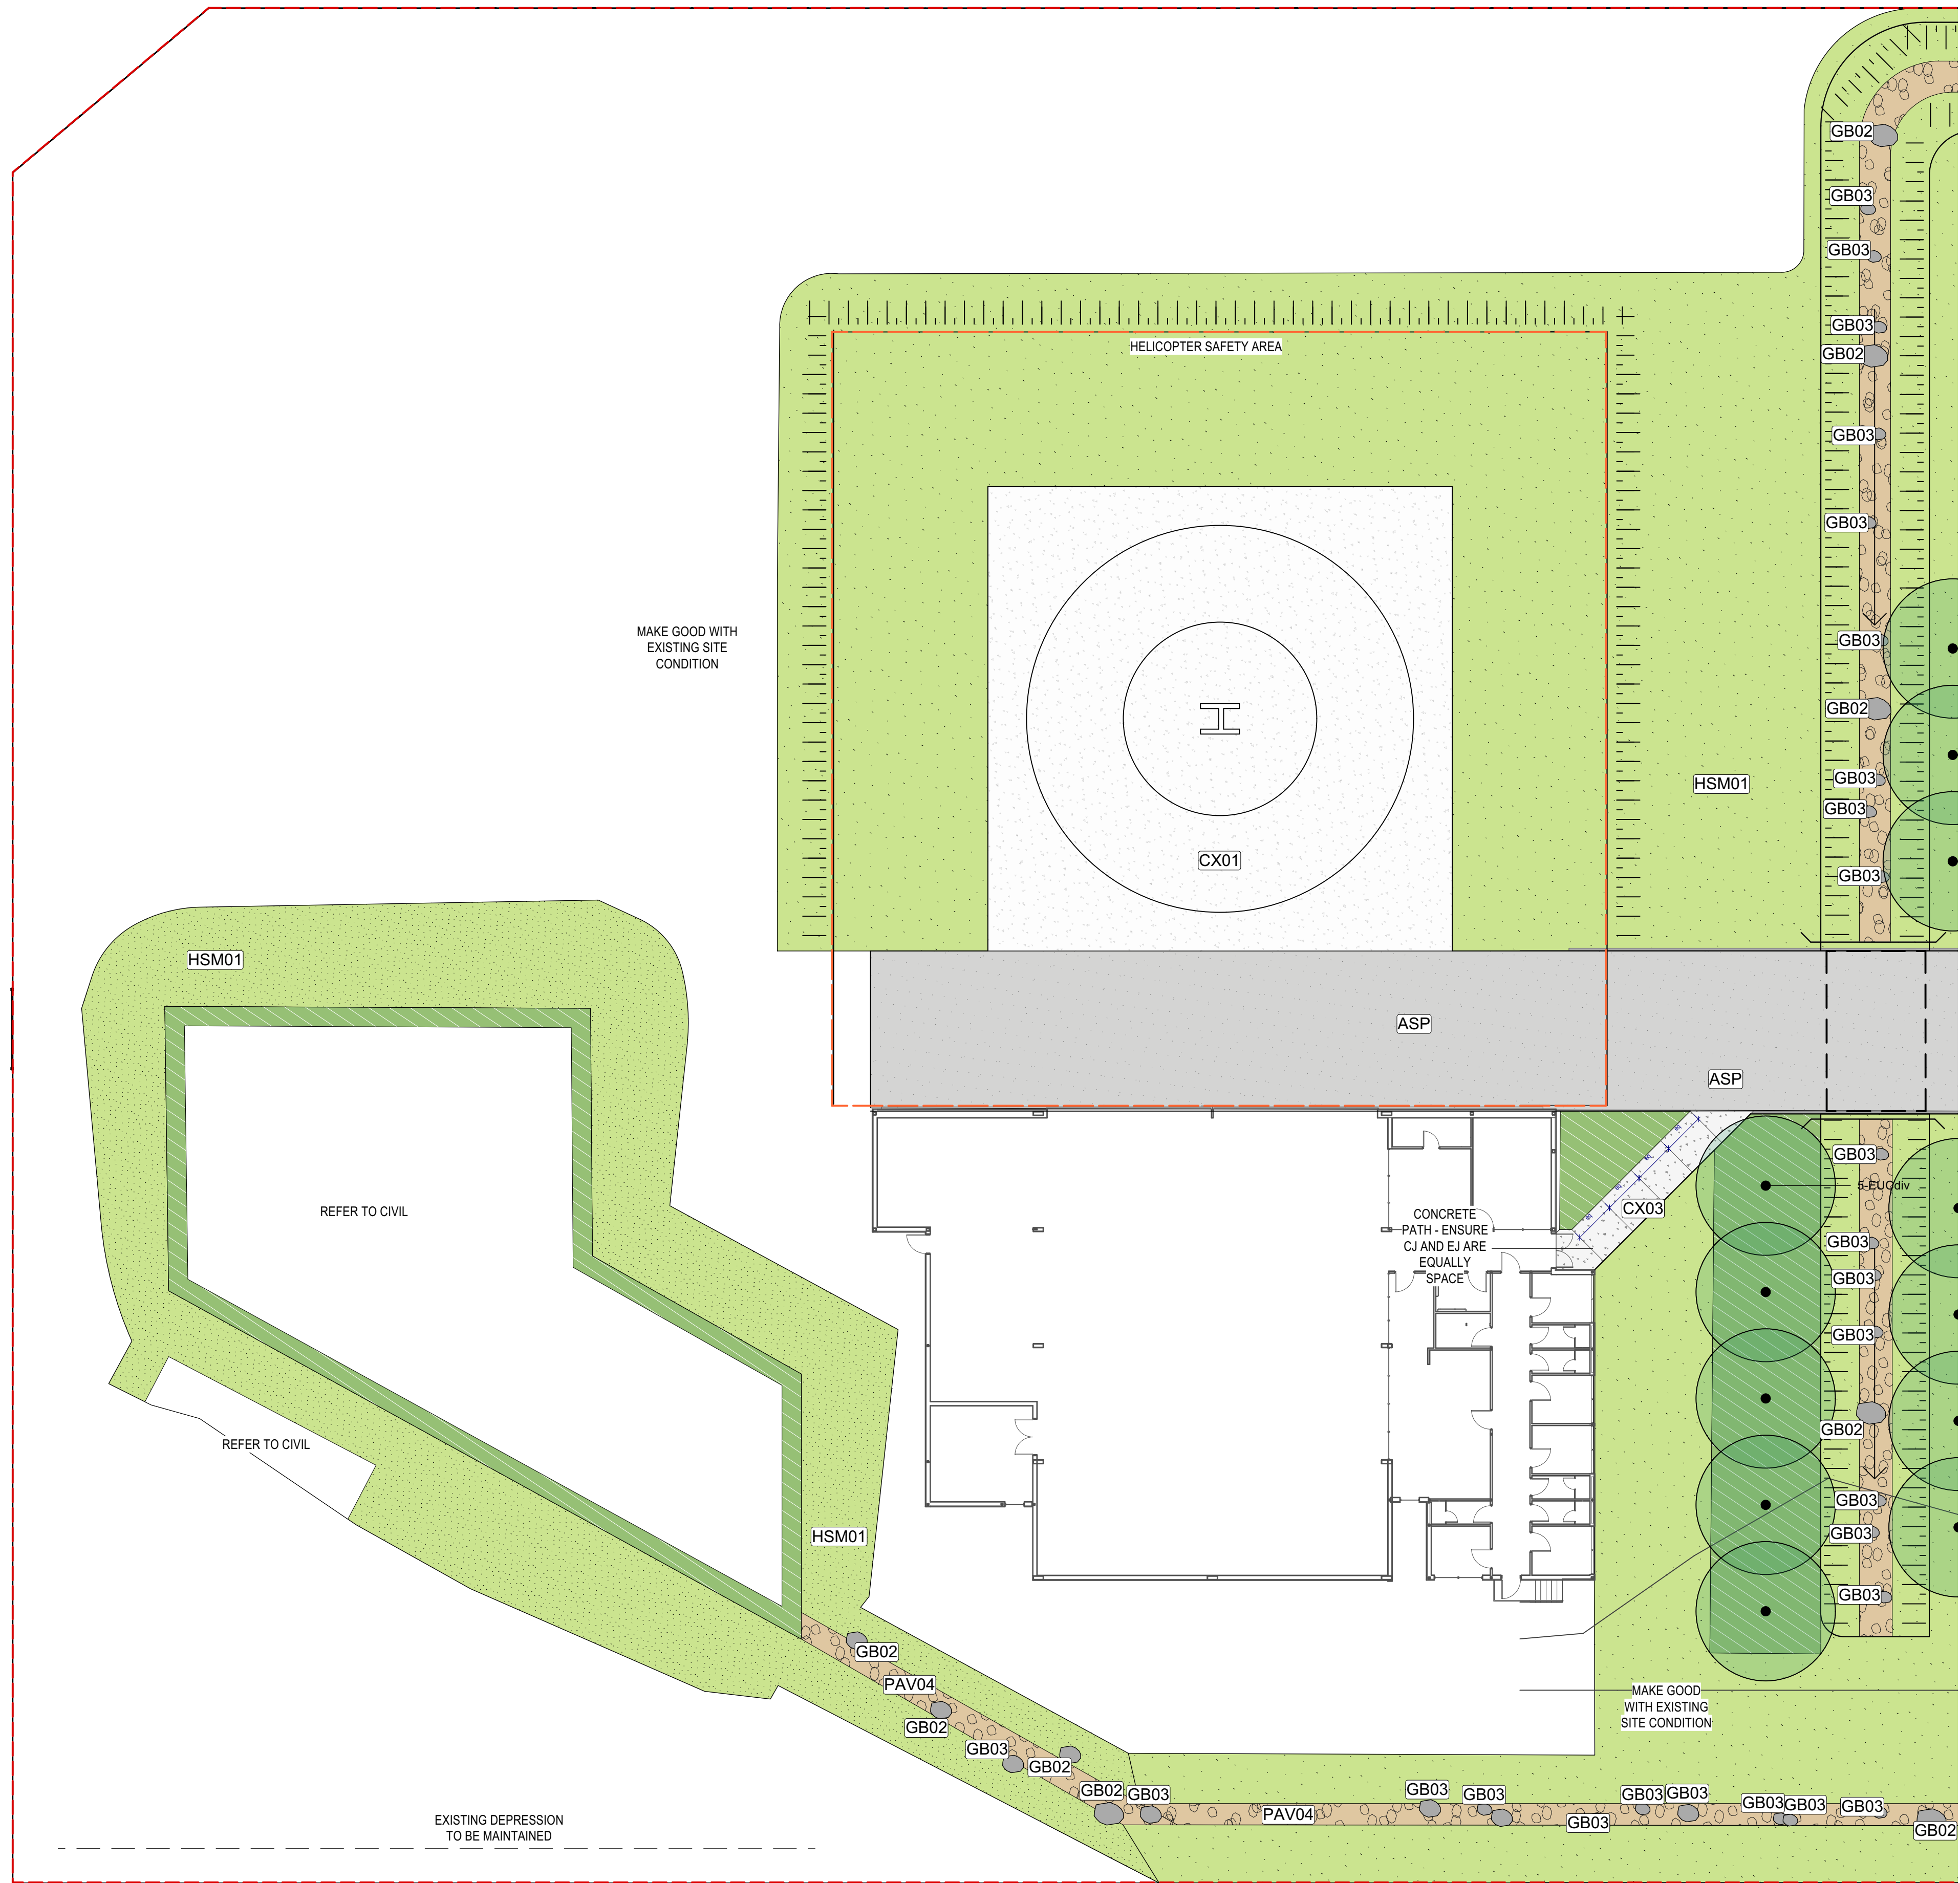 GB02
GB03
GB03
GB03
HELICOPTER SAFETY AREA
GB02
GB03
GB03
MAKE GOOD WITH
EXISTING SITE
CONDITION
GB03
GB02
H
GB03
HSM01
GB03
CX01
GB03
HSM01
ASP
ASP
GB03
5-EUCdiv
CX03
REFER TO CIVIL
CONCRETE
PATH - ENSURE
CJ AND EJ ARE
EQUALLY
SPACE
GB03
GB03
GB03
GB02
REFER TO CIVIL
GB03
HSM01
GB03
GB03
GB02
PAV04
MAKE GOOD
WITH EXISTING
SITE CONDITION
GB02
GB03
GB02
GB02
GB03
GB03
GB03
GB03
GB03
GB03
GB03
GB03
PAV04
GB03
GB02
EXISTING DEPRESSION
TO BE MAINTAINED